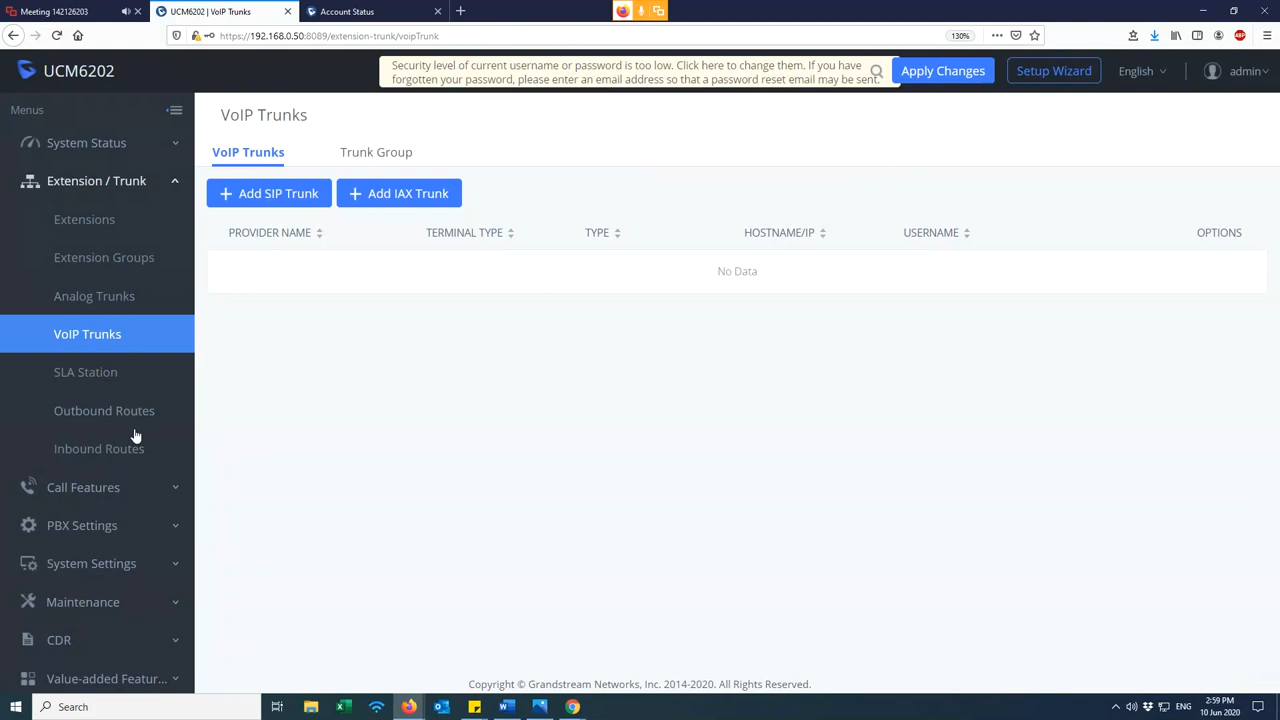 Meeting 142126203
UCM6202 | VoIP Trunks
Account Status
https://192.168.0.50:8089/extension-trunk/voipTrunk
130%
ABP
UCM6202
Security level of current username or password is too low. Click here to change them. If you have
forgotten your password, please enter an email address so that a password reset email may be sent.
Apply Changes
Setup Wizard
English
admin
Menus
System Status
Extension / Trunk
Extensions
Extension Groups
Analog Trunks
VoIP Trunks
SLA Station
Outbound Routes
Inbound Routes
Call Features
PBX Settings
System Settings
Maintenance
CDR
Value-added Featur...
VoIP Trunks
VoIP Trunks
Trunk Group
+ Add SIP Trunk
+ Add IAX Trunk
PROVIDER NAME
TERMINAL TYPE
TYPE
HOSTNAME/IP
USERNAME
OPTIONS
No Data
Copyright © Grandstream Networks, Inc. 2014-2020. All Rights Reserved.
Search
ENG
2:59 PM
10 Jun 2020